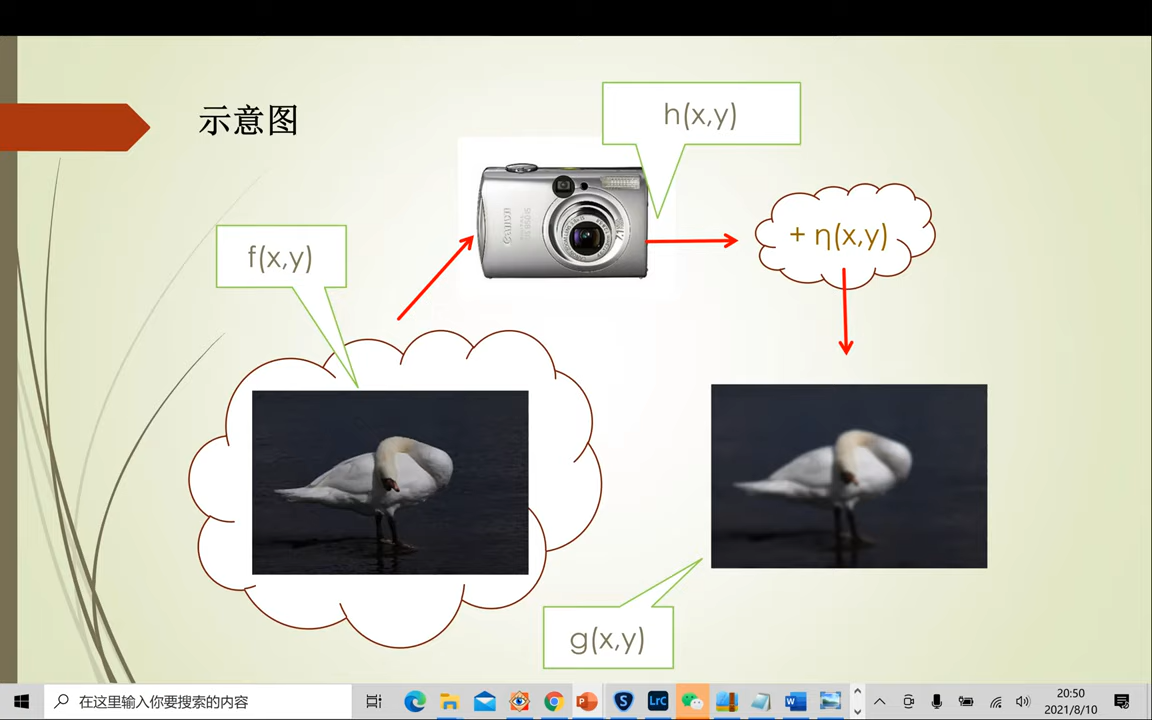 示意图
h(x,y)
f(x,y)
+ η(x,y)
g(x,y)
在这里输入你要搜索的内容
LrC
20:50
2021/8/10